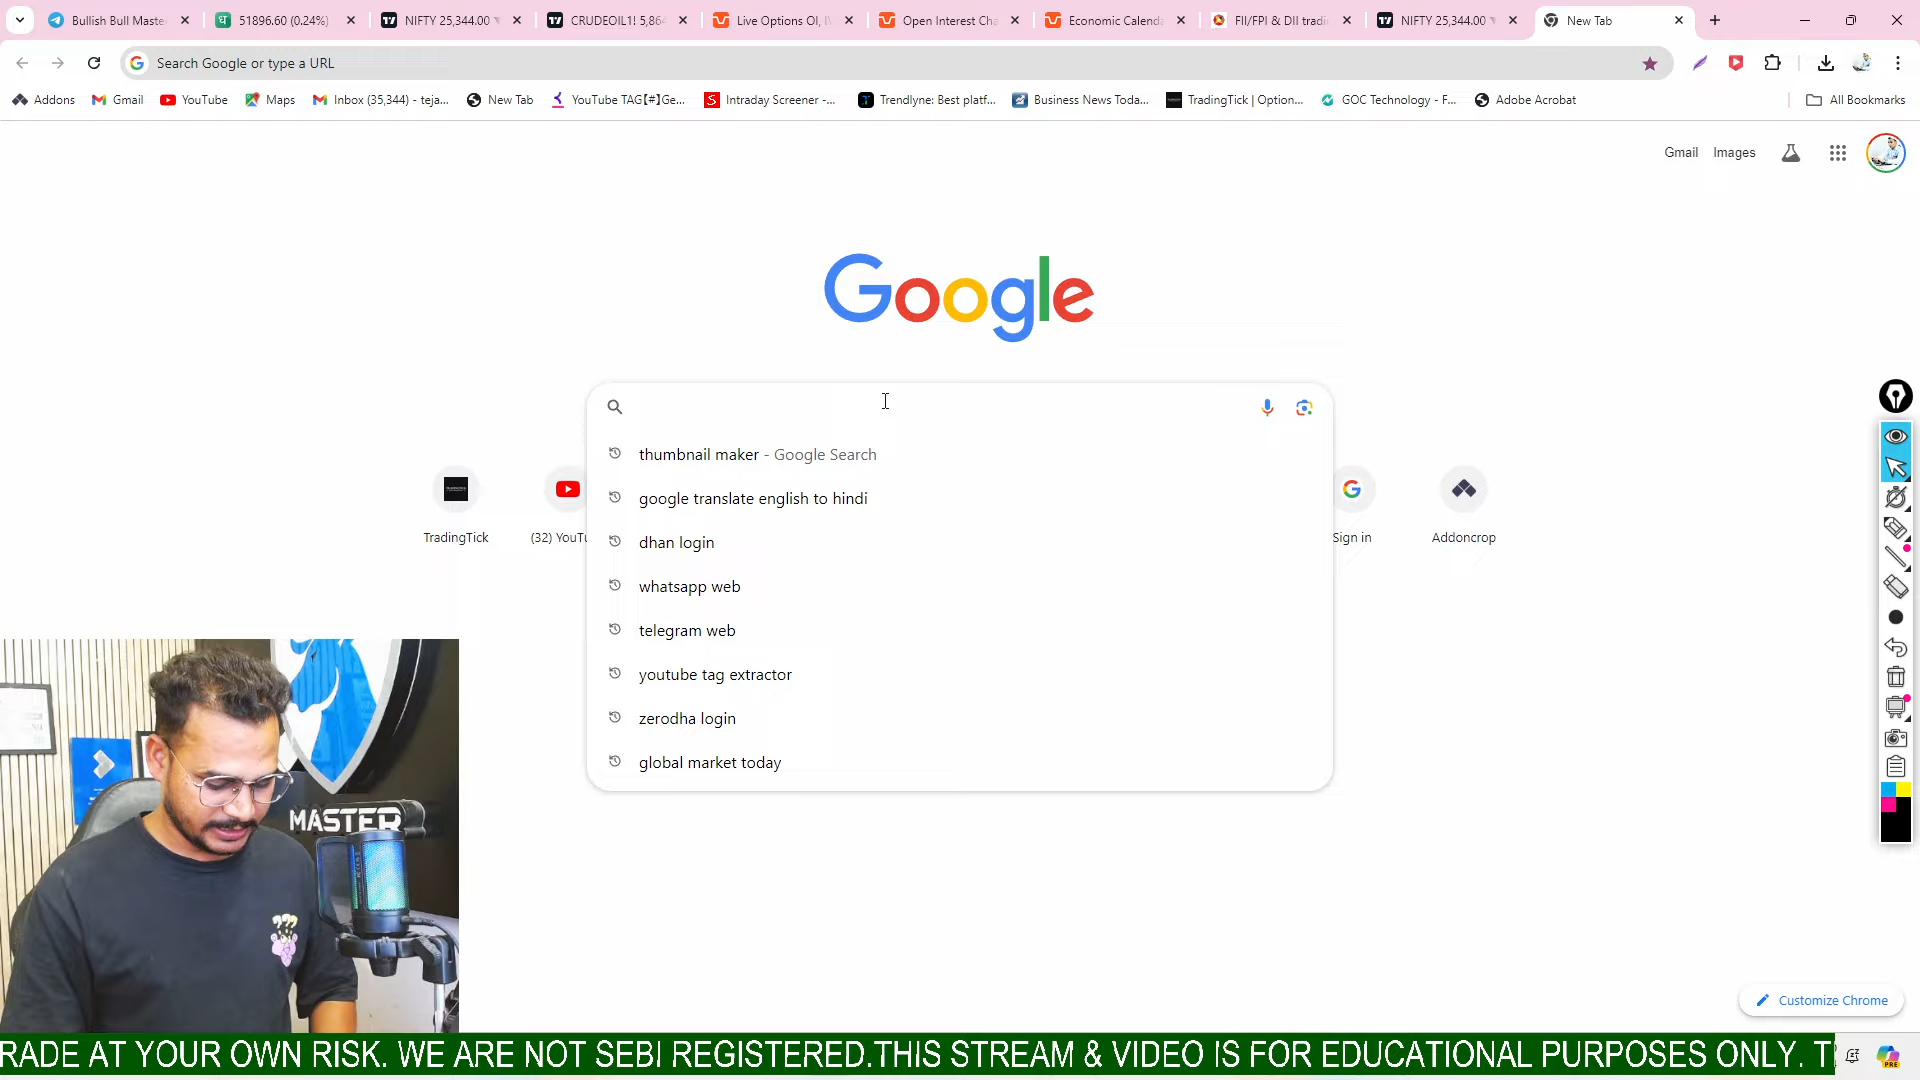 Bullish Bull Maste
51896.60 (0.24%)
NIFTY 25,344.00
CRUDEOIL1! 5,864
Live Options OI, I
Open Interest Cha
Economic Calenda
FII/FPI & DII tradi
NIFTY 25,344.00
New Tab
Search Google or type a URL
Addons
Gmail
YouTube
Maps
Inbox (35,344) - teja...
New Tab
YouTube TAG【#】Ge...
Intraday Screener -...
Trendlyne: Best platf...
Business News Toda...
TradingTick | Option...
GOC Technology - F...
Adobe Acrobat
All Bookmarks
Gmail
Images
Google
thumbnail maker - Google Search
google translate english to hindi
dhan login
whatsapp web
telegram web
youtube tag extractor
zerodha login
global market today
TradingTick
(32) YouTu
Sign in
Addoncrop
MASTER
???
Customize Chrome
RADE AT YOUR OWN RISK. WE ARE NOT SEBI REGISTERED.THIS STREAM & VIDEO IS FOR EDUCATIONAL PURPOSES ONLY. T
PRE